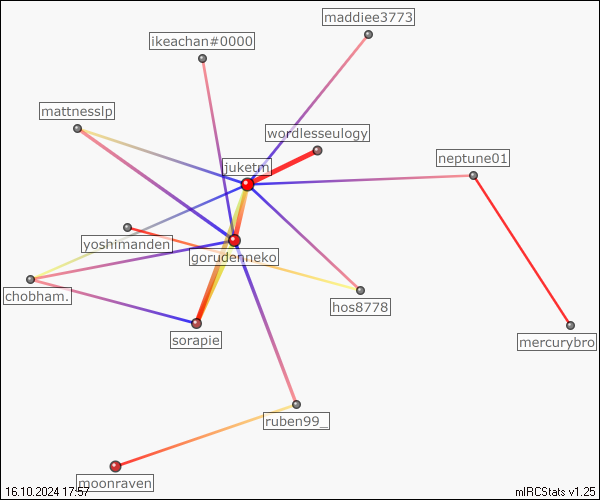 maddiee3773
ikeachan#0000
mattnesslp
wordlesseulogy
neptune01
juketm
yoshimanden
gorudenneko
chobham.
hos8778
sorapie
mercurybro
ruben99_
moonraven
16.10.2024 17:57
mIRCStats v1.25